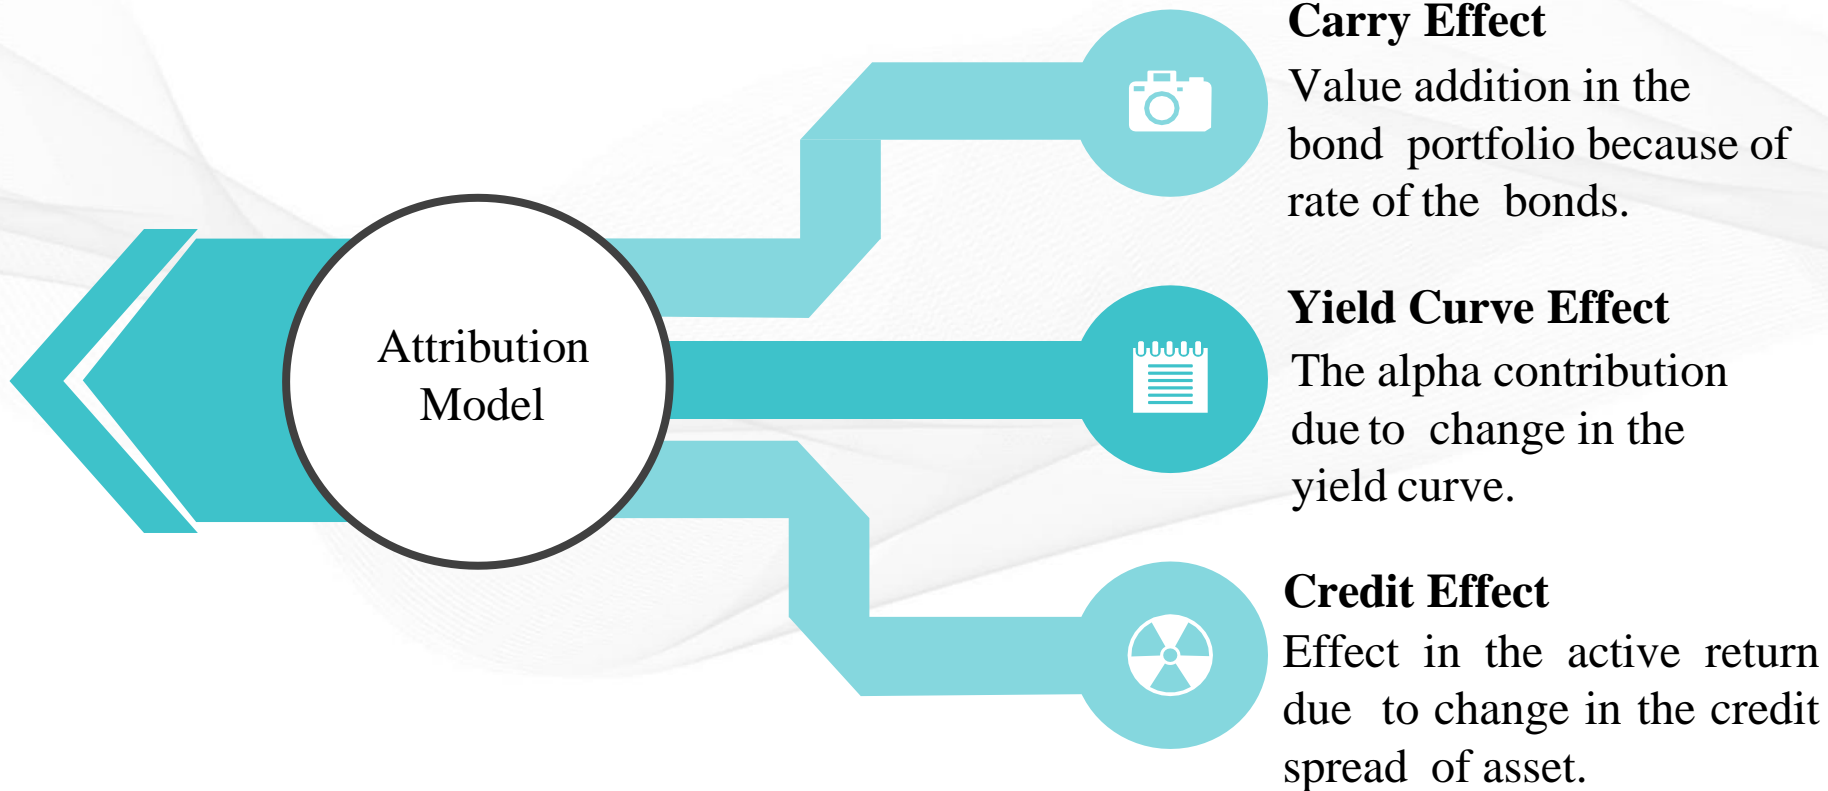 Carry Effect
Value addition in the
bond portfolio because of
rate of the bonds.
Attribution
Model
Yield Curve Effect
The alpha contribution
due to change in the
yield curve.
Credit Effect
Effect in the active return
due to change in the credit
spread of asset.